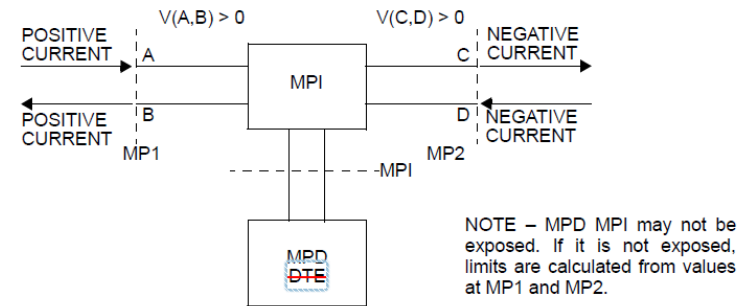 V(A,B) > 0
V(C,D) > 0
POSITIVE
CURRENT
A
C
NEGATIVE
CURRENT
MPI
POSITIVE
CURRENT
B
D
NEGATIVE
CURRENT
MP1
MP2
MPI
MPD
DTE
NOTE – MPD MPI may not be
exposed. If it is not exposed,
limits are calculated from values
at MP1 and MP2.